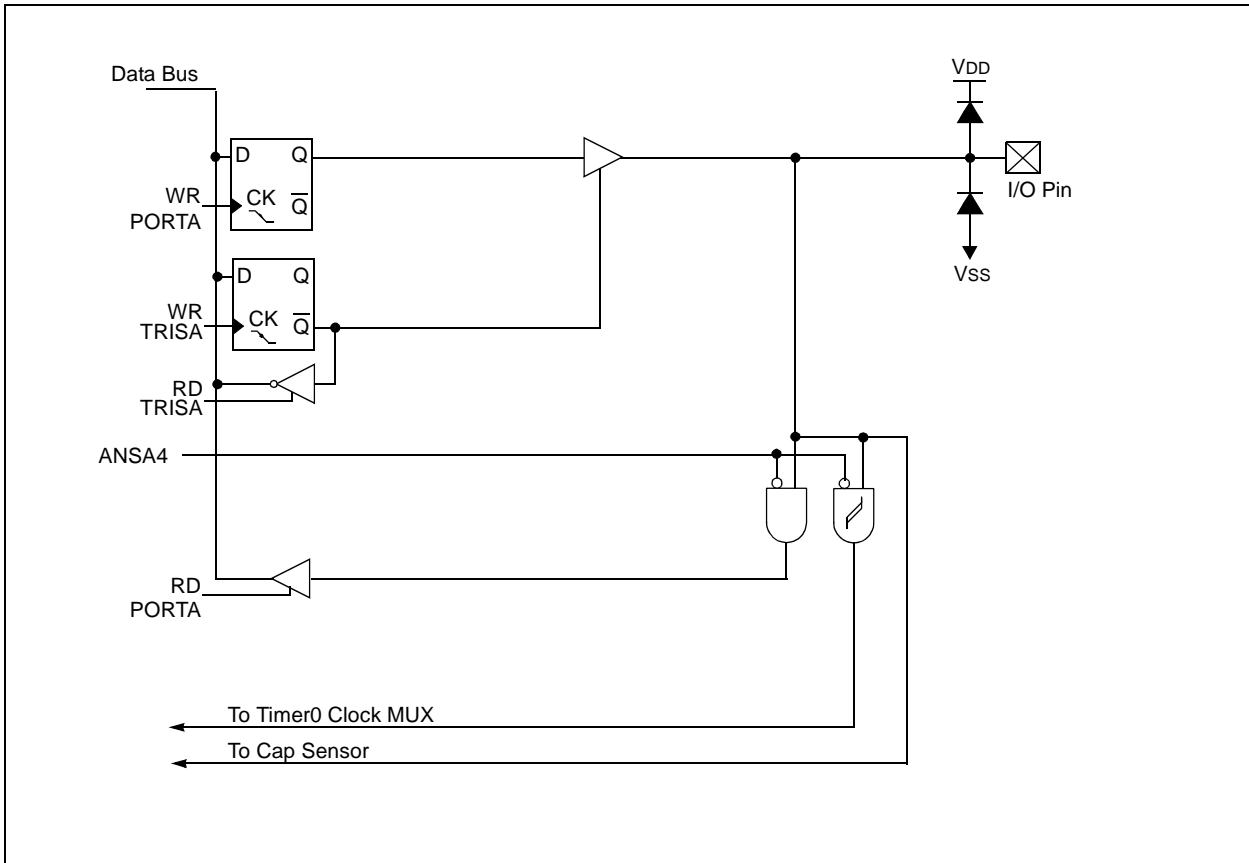 Data Bus
VDD
D Q
WR
PORTA
CK
Q
I/O Pin
VSS
D Q
WR
TRISA
CK
Q
RD
TRISA
ANSA4
RD
PORTA
To Timer0 Clock MUX
To Cap Sensor